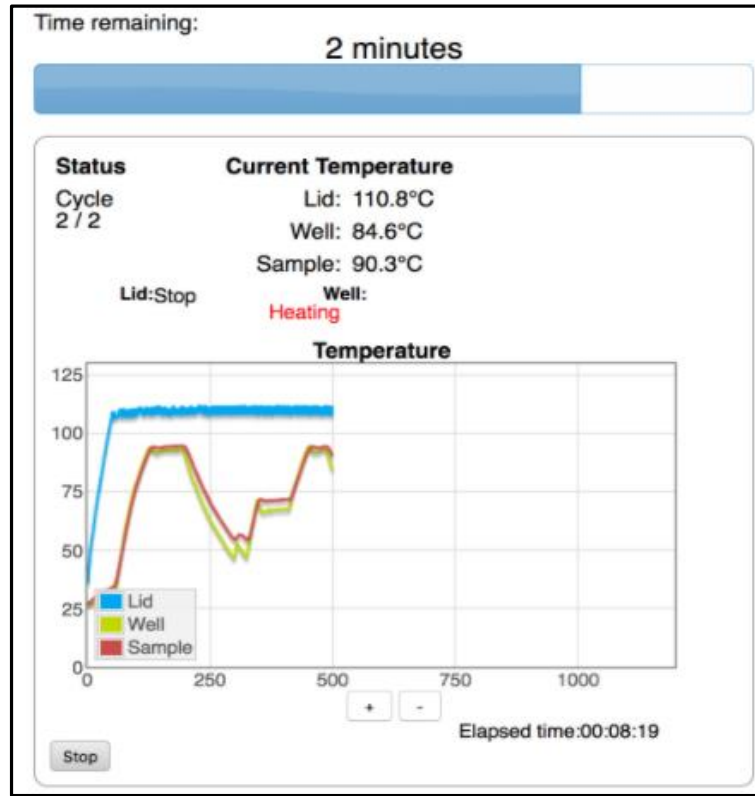 Time remaining:
2 minutes
Status
Current Temperature
Cycle
2 / 2
Lid: 110.8°C
Well: 84.6°C
Sample: 90.3°C
Lid:Stop
Well:
Heating
Temperature
125
100
75
50
25
0
Lid
Well
Sample
0 250 500 750 1000
+ -
Elapsed time:00:08:19
Stop